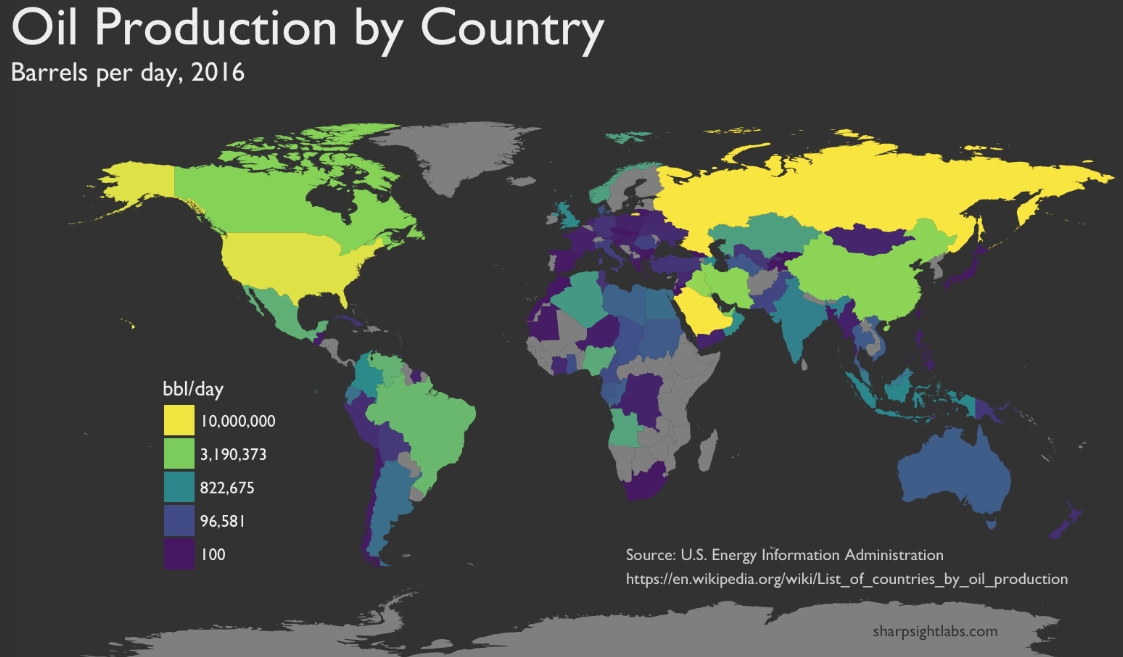 Oil Production by Country
Barrels per day, 2016
bbl/day
10,000,000
3,190,373
822,675
96,581
100
Source: U.S. Energy Information Administration
https://en.wikipedia.org/wiki/List_of_countries_by_oil_production
sharpsightlabs.com